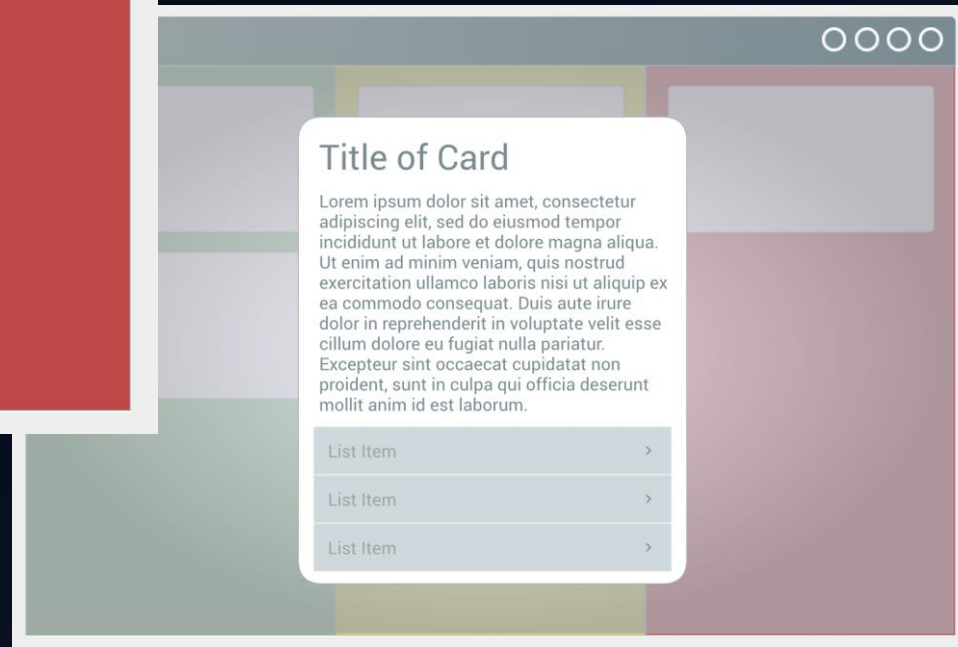 Title of Card
Lorem ipsum dolor sit amet, consectetur
adipiscing elit, sed do eiusmod tempor
incididunt ut labore et dolore magna aliqua.
Ut enim ad minim veniam, quis nostrud
exercitation ullamco laboris nisi ut aliquip ex
ea commodo consequat. Duis aute irure
dolor in reprehenderit in voluptate velit esse
cillum dolore eu fugiat nulla pariatur.
Excepteur sint occaecat cupidatat non
proident, sunt in culpa qui officia deserunt
mollit anim id est laborum.
List Item
List Item
List Item